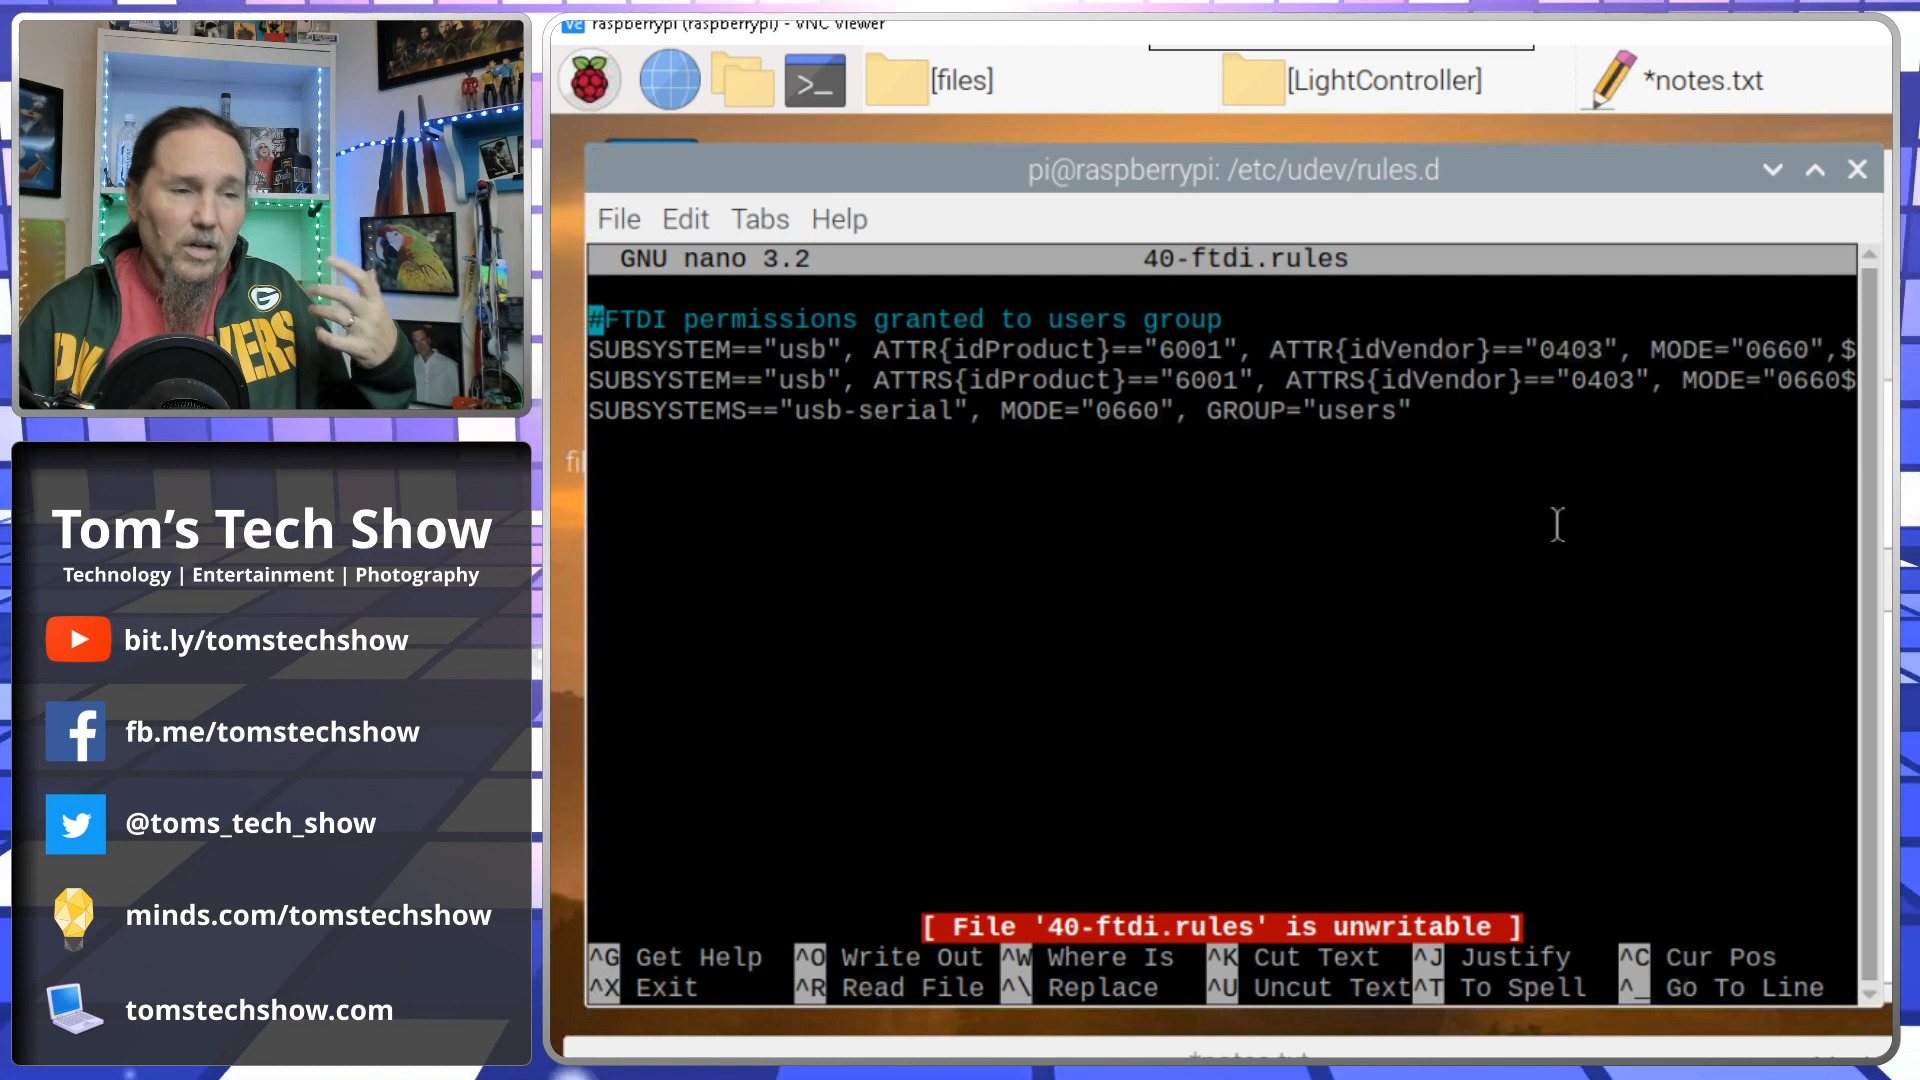 raspberrypi (raspberrypi) - VNC Viewer
[files]
[LightController]
*notes.txt
pi@raspberrypi: /etc/udev/rules.d
File Edit Tabs Help
GNU nano 3.2 40-ftdi.rules
#FTDI permissions granted to users group
SUBSYSTEM=="usb", ATTR{idProduct}=="6001", ATTR{idVendor}=="0403", MODE="0660",$
SUBSYSTEM=="usb", ATTRS{idProduct}=="6001", ATTRS{idVendor}=="0403", MODE="0660$
SUBSYSTEMS=="usb-serial", MODE="0660", GROUP="users"
[ File '40-ftdi.rules' is unwritable ]
^G Get Help ^O Write Out ^W Where Is ^K Cut Text ^J Justify ^C Cur Pos
^X Exit ^R Read File ^\ Replace ^U Uncut Text ^T To Spell ^_ Go To Line
Tom's Tech Show
Technology | Entertainment | Photography
bit.ly/tomstechshow
fb.me/tomstechshow
@toms_tech_show
minds.com/tomstechshow
tomstechshow.com